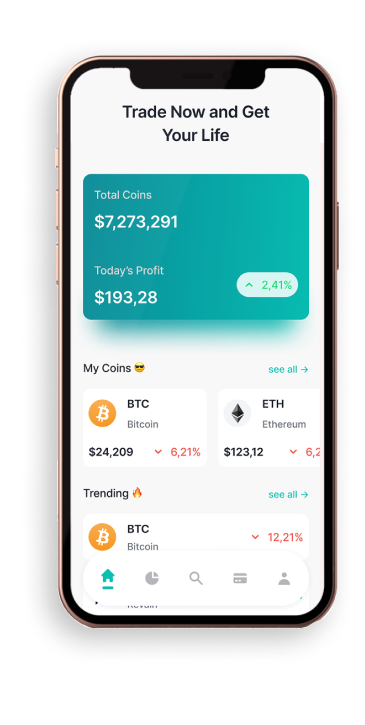 Trade Now and Get
Your Life
Total Coins
$7,273,291
Today's Profit
$193,28
2,41%
My Coins 😎
see all →
BTC
Bitcoin
$24,209
6,21%
ETH
Ethereum
$123,12
6,2
Trending 🔥
see all →
BTC
Bitcoin
12,21%